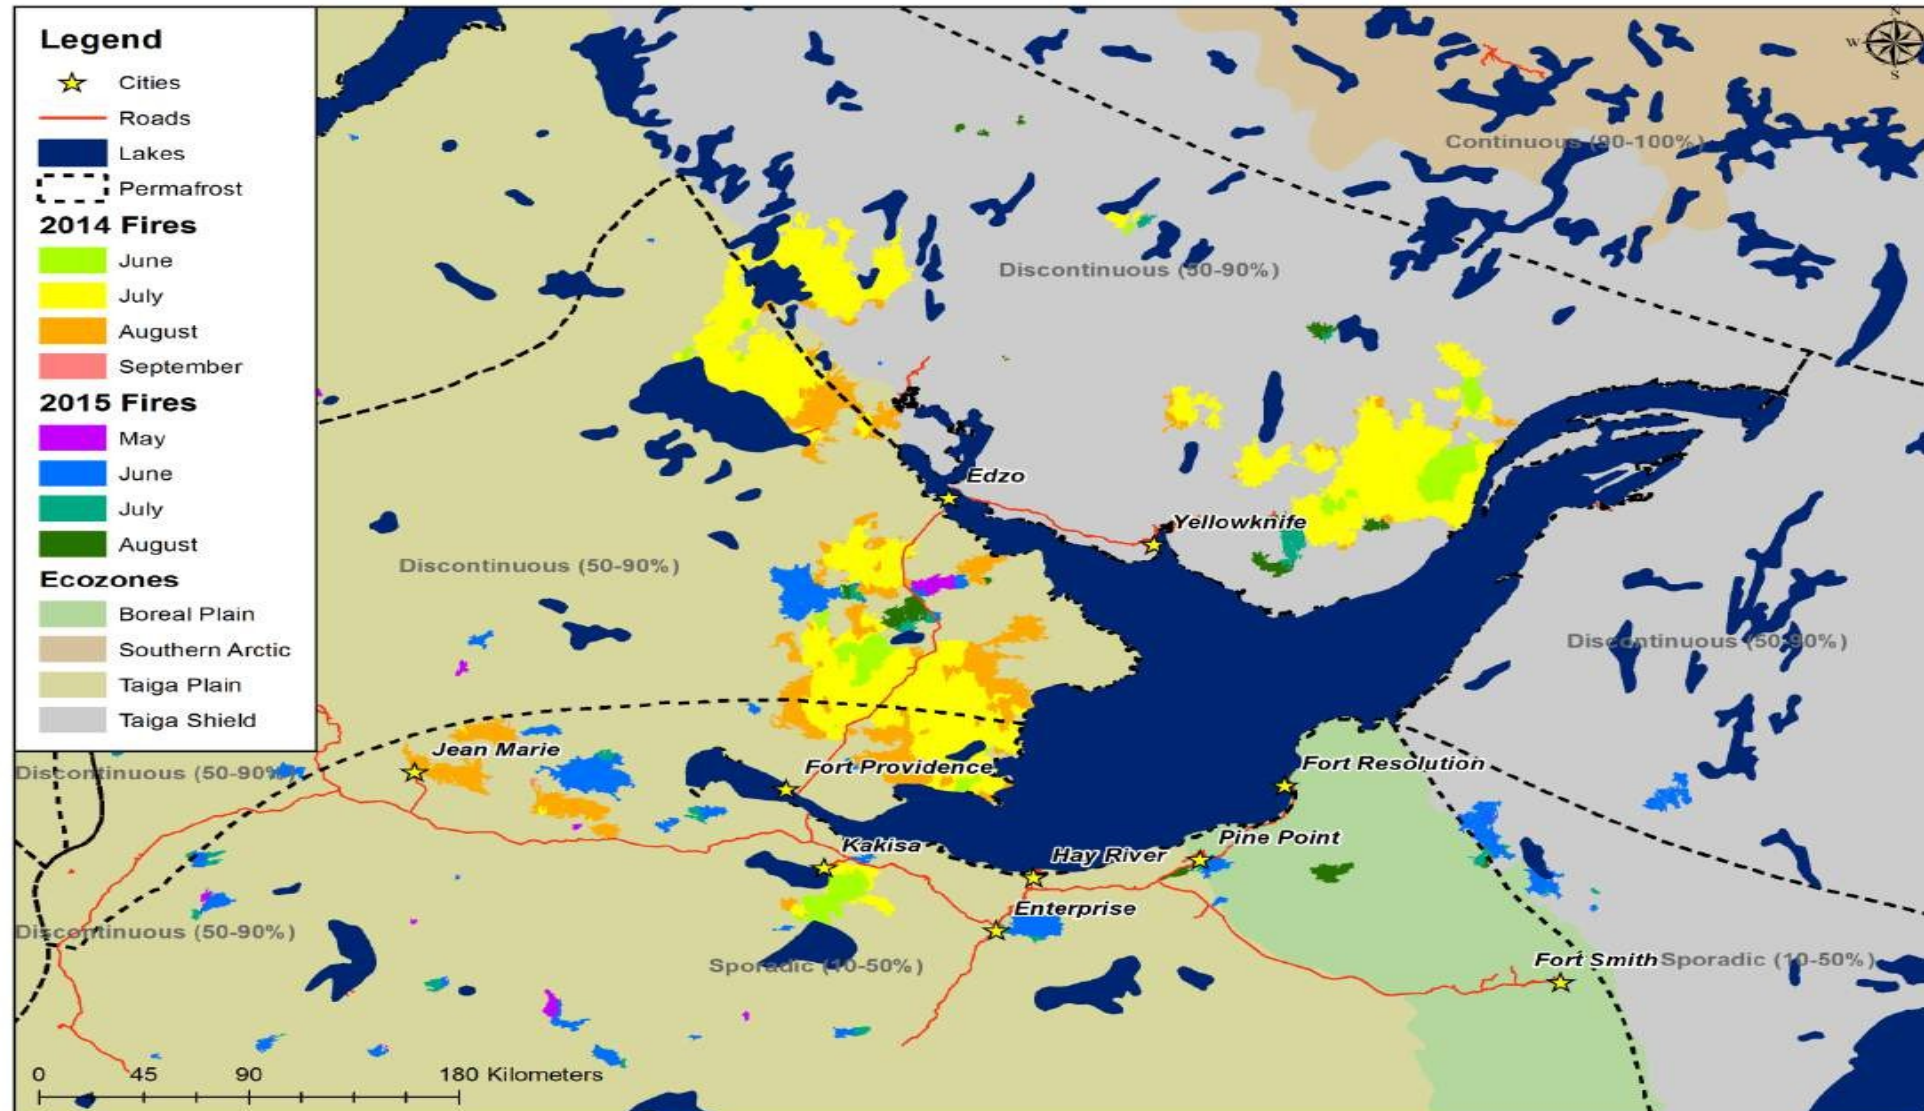 Legend
Cities
Roads
Lakes
Permafrost
2014 Fires
June
July
August
September
2015 Fires
May
June
July
August
Ecozones
Boreal Plain
Southern Arctic
Taiga Plain
Taiga Shield
N
W
S
Continuous (90-100%)
Discontinuous (50-90%)
Edzo
Yellowknife
Discontinuous (50-90%)
Discontinuous (50-90%)
Jean Marie
Discontinuous (50-90%)
Fort Providence
Fort Resolution
Kakisa
Hay River
Pine Point
Enterprise
Discontinuous (50-90%)
Sporadic (10-50%)
Fort Smith
Sporadic (10-50%)
0 45 90 180 Kilometers